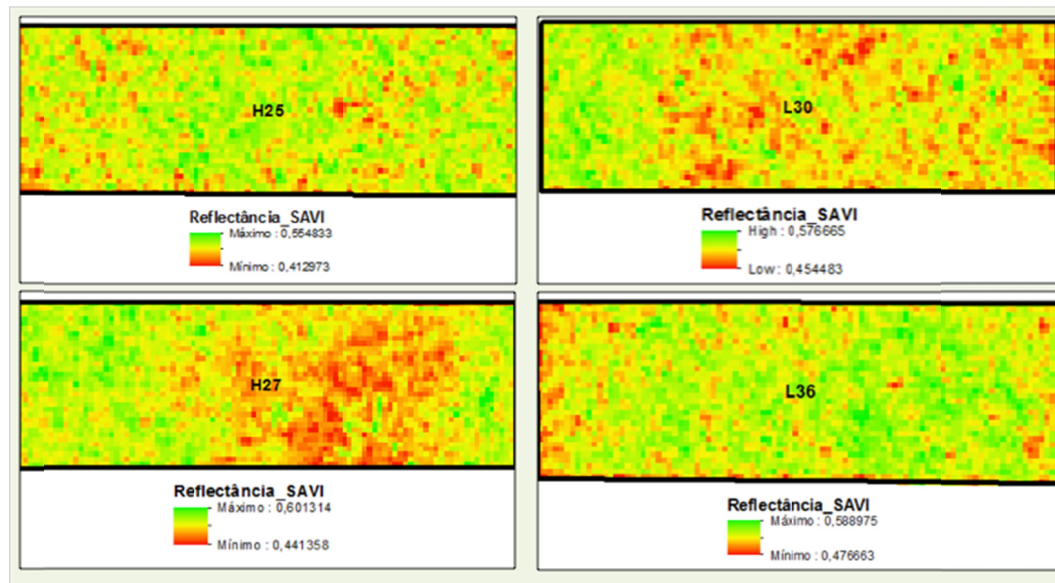 H25
Reflectância_SAVI
Máximo : 0,554833
Mínimo : 0,412973
L30
Reflectância_SAVI
High : 0,576665
Low : 0,454483
H27
Reflectância_SAVI
Máximo : 0,601314
Mínimo : 0,441358
L36
Reflectância_SAVI
Máximo : 0,588975
Mínimo : 0,476663